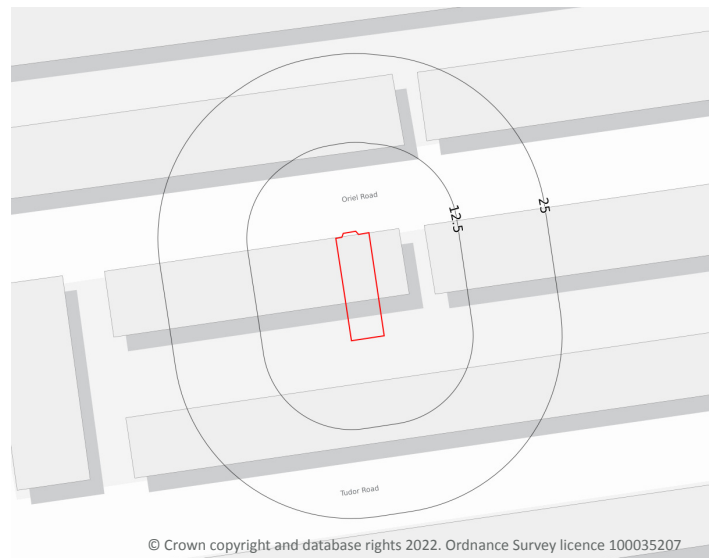 Oriel Road
12.5
25
Tudor Road
© Crown copyright and database rights 2022. Ordnance Survey licence 100035207